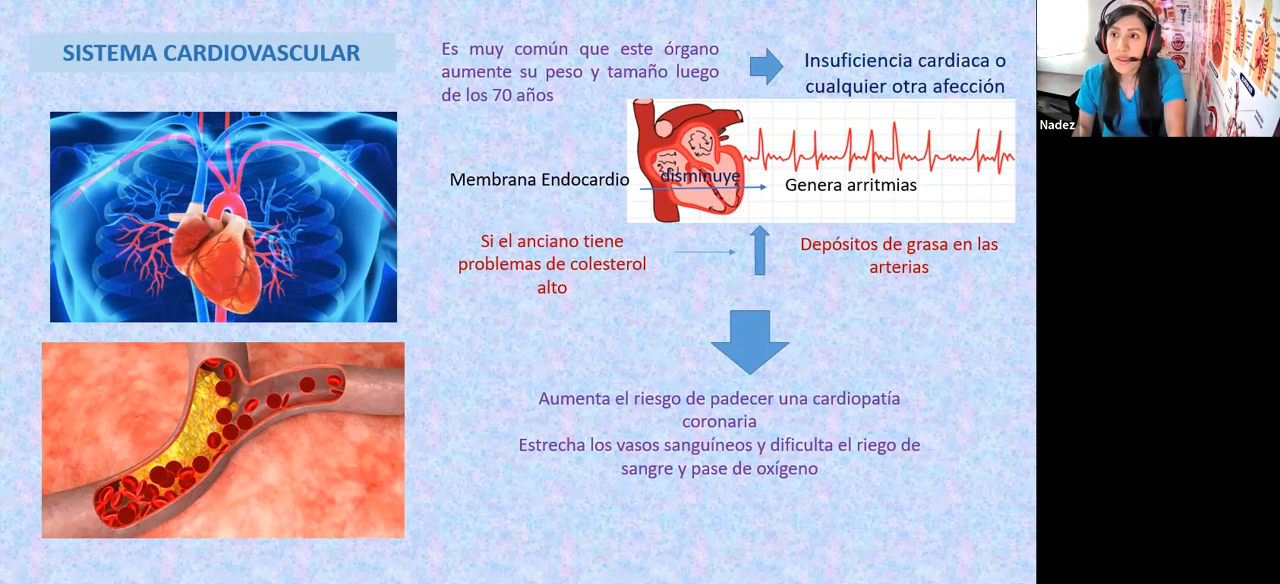 SISTEMA CARDIOVASCULAR
Es muy común que este órgano
aumente su peso y tamaño luego
de los 70 años
Insuficiencia cardiaca o
cualquier otra afección
Membrana Endocardio
disminuye
Genera arritmias
Si el anciano tiene
problemas de colesterol
alto
Depósitos de grasa en las
arterias
Aumenta el riesgo de padecer una cardiopatía
coronaria
Estrecha los vasos sanguíneos y dificulta el riego de
sangre y pase de oxígeno
Nadez